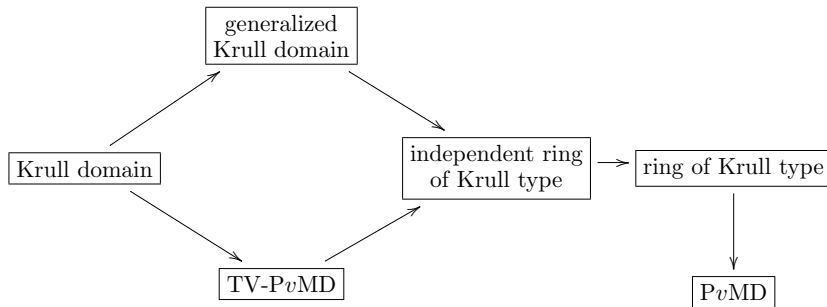 generalized
Krull domain
Krull domain
independent ring
of Krull type
ring of Krull type
TV-PvMD
PvMD